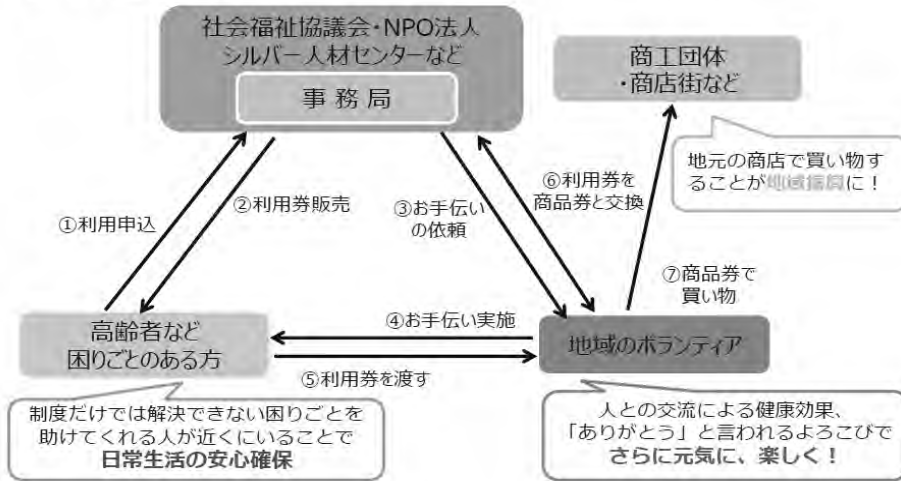 社会福祉協議会・NPO法人
シルバー人材センターなど
事務局
商工団体
・商店街など
地元の商店で買い物す
ることが地域振興に！
①利用申込
②利用券販売
③お手伝い
の依頼
⑥利用券を
商品券と交換
⑦商品券で
買い物
高齢者など
困りごとのある方
④お手伝い実施
⑤利用券を渡す
地域のボランティア
制度だけでは解決できない困りごとを
助けてくれる人が近くにいることで
日常生活の安心確保
人との交流による健康効果、
「ありがとう」と言われるよろこびで
さらに元気に、楽しく！